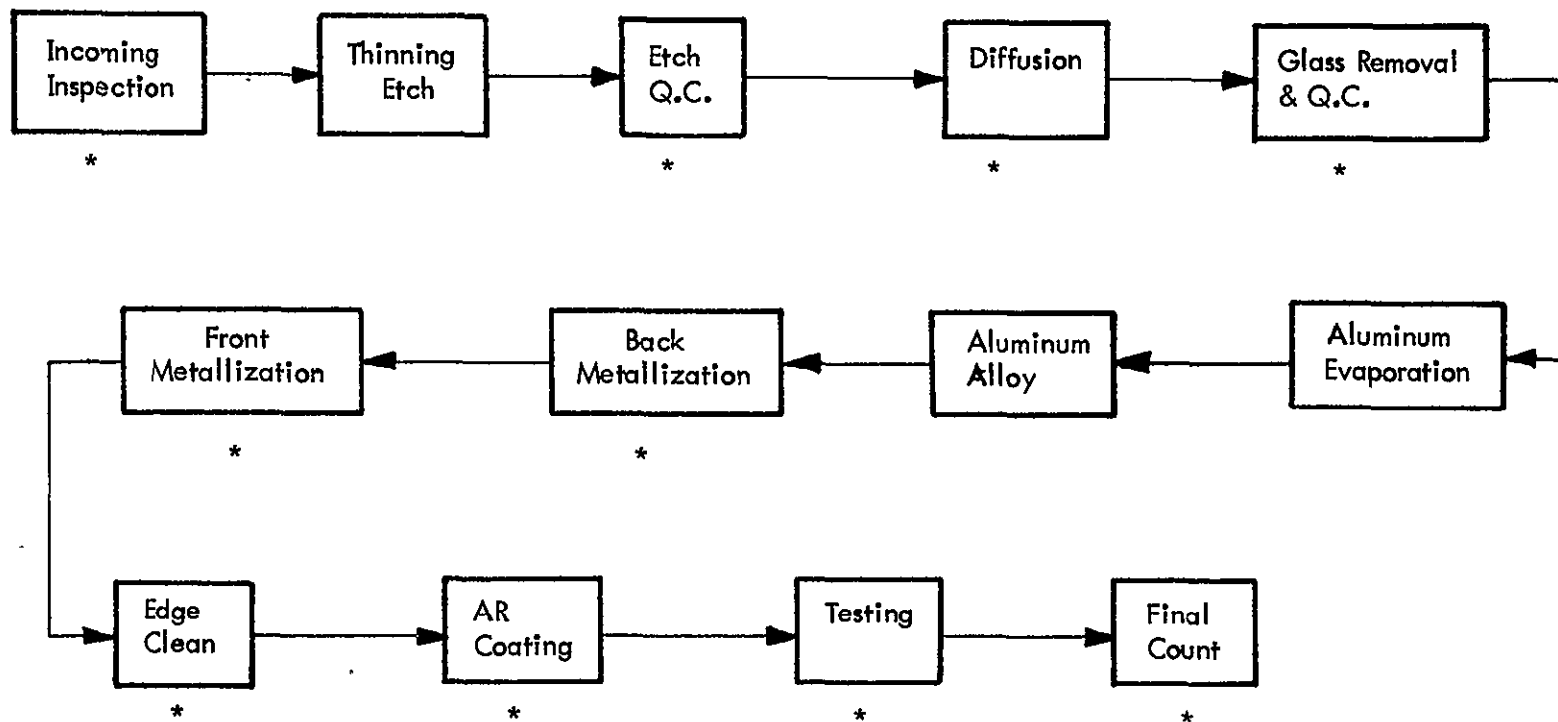 Incoming
Inspection
*
Thinning
Etch
Etch
Q.C.
*
Diffusion
*
Glass Removal
& Q.C.
*
Aluminum
Evaporation
Aluminum
Alloy
Back
Metallization
*
Front
Metallization
*
Edge
Clean
*
AR
Coating
*
Testing
*
Final
Count
*